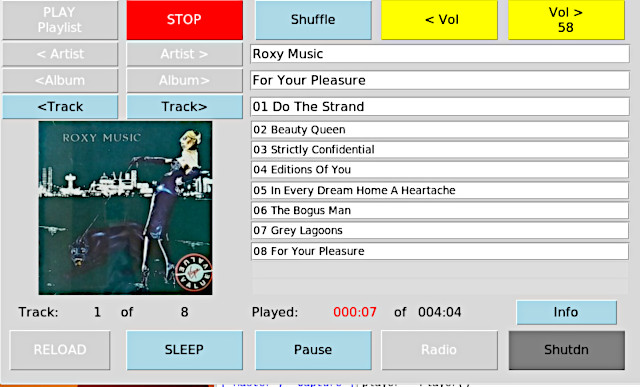 PLAY
Playlist
STOP
Shuffle
< Vol
Vol >
58
< Artist
Artist >
Roxy Music
<Album
Album>
For Your Pleasure
<Track
Track>
01 Do The Strand
02 Beauty Queen
03 Strictly Confidential
04 Editions Of You
05 In Every Dream Home A Heartache
06 The Bogus Man
07 Grey Lagoons
08 For Your Pleasure
ROXY MUSIC
VALUE
Virgin
VALUE
Track: 1 of 8
Played: 000:07 of 004:04
Info
RELOAD
SLEEP
Pause
Radio
Shutdn